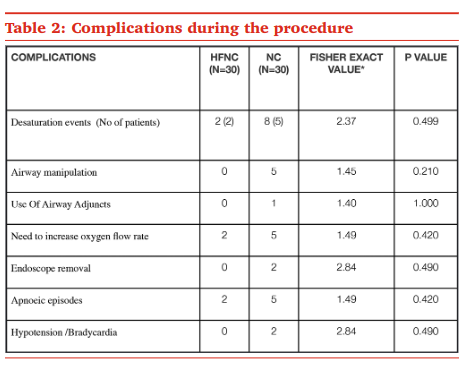 Table 2: Complications during the procedure
COMPLICATIONS HFNC (N=30) NC (N=30) FISHER EXACT VALUE* P VALUE
Desaturation events (No of patients) 2 (2) 8 (5) 2.37 0.499
Airway manipulation 0 5 1.45 0.210
Use Of Airway Adjuncts 0 1 1.40 1.000
Need to increase oxygen flow rate 2 5 1.49 0.420
Endoscope removal 0 2 2.84 0.490
Apnoeic episodes 2 5 1.49 0.420
Hypotension /Bradycardia 0 2 2.84 0.490